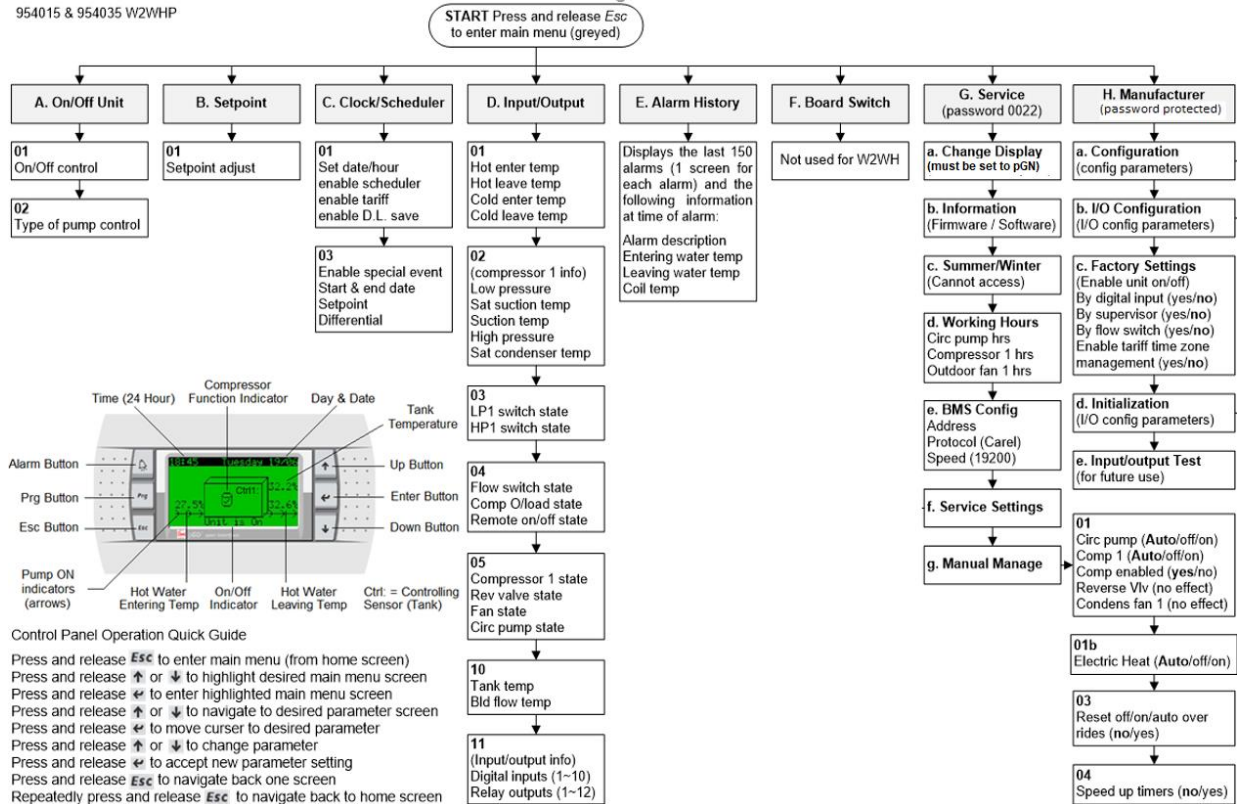 954015 & 954035 W2WHP
START Press and release Esc
to enter main menu (greyed)
A. On/Off Unit
01
On/Off control
02
Type of pump control
B. Setpoint
01
Setpoint adjust
C. Clock/Scheduler
01
Set date/hour
enable scheduler
enable tariff
enable D.L. save
03
Enable special event
Start & end date
Setpoint
Differential
D. Input/Output
01
Hot enter temp
Hot leave temp
Cold enter temp
Cold leave temp
02
(compressor 1 info)
Low pressure
Sat suction temp
Suction temp
High pressure
Sat condenser temp
03
LP1 switch state
HP1 switch state
04
Flow switch state
Comp O/load state
Remote on/off state
05
Compressor 1 state
Rev valve state
Fan state
Circ pump state
10
Tank temp
Bld flow temp
11
(Input/output info)
Digital inputs (1~10)
Relay outputs (1~12)
E. Alarm History
Displays the last 150
alarms (1 screen for
each alarm) and the
following information
at time of alarm:
Alarm description
Entering water temp
Leaving water temp
Coil temp
F. Board Switch
Not used for W2WH
G. Service
(password 0022)
a. Change Display
(must be set to pGN)
b. Information
(Firmware / Software)
c. Summer/Winter
(Cannot access)
d. Working Hours
Circ pump hrs
Compressor 1 hrs
Outdoor fan 1 hrs
e. BMS Config
Address
Protocol (Carel)
Speed (19200)
f. Service Settings
g. Manual Manage
H. Manufacturer
(password protected)
a. Configuration
(config parameters)
b. I/O Configuration
(I/O config parameters)
c. Factory Settings
(Enable unit on/off)
By digital input (yes/no)
By supervisor (yes/no)
By flow switch (yes/no)
Enable tariff time zone
management (yes/no)
d. Initialization
(I/O config parameters)
e. Input/output Test
(for future use)
01
Circ pump (Auto/off/on)
Comp 1 (Auto/off/on)
Comp enabled (yes/no)
Reverse Vlv (no effect)
Condens fan 1 (no effect)
01b
Electric Heat (Auto/off/on)
03
Reset off/on/auto over
rides (no/yes)
04
Speed up timers (no/yes)
Time (24 Hour)
Compressor
Function Indicator
Day & Date
Tank
Temperature
Alarm Button
Prg Button
Esc Button
Up Button
Enter Button
Down Button
Prg
Esc
18:45 Tuesday 19/06
Ctrl:
32.2%
27.5%
32.6%
Unit is On
Pump ON
indicators
(arrows)
Hot Water
Entering Temp
On/Off
Indicator
Hot Water
Leaving Temp
Ctrl: = Controlling
Sensor (Tank)
Control Panel Operation Quick Guide
Press and release Esc to enter main menu (from home screen)
Press and release ↑ or ↓ to highlight desired main menu screen
Press and release ↵ to enter highlighted main menu screen
Press and release ↑ or ↓ to navigate to desired parameter screen
Press and release ↵ to move curser to desired parameter
Press and release ↑ or ↓ to change parameter
Press and release ↵ to accept new parameter setting
Press and release Esc to navigate back one screen
Repeatedly press and release Esc to navigate back to home screen